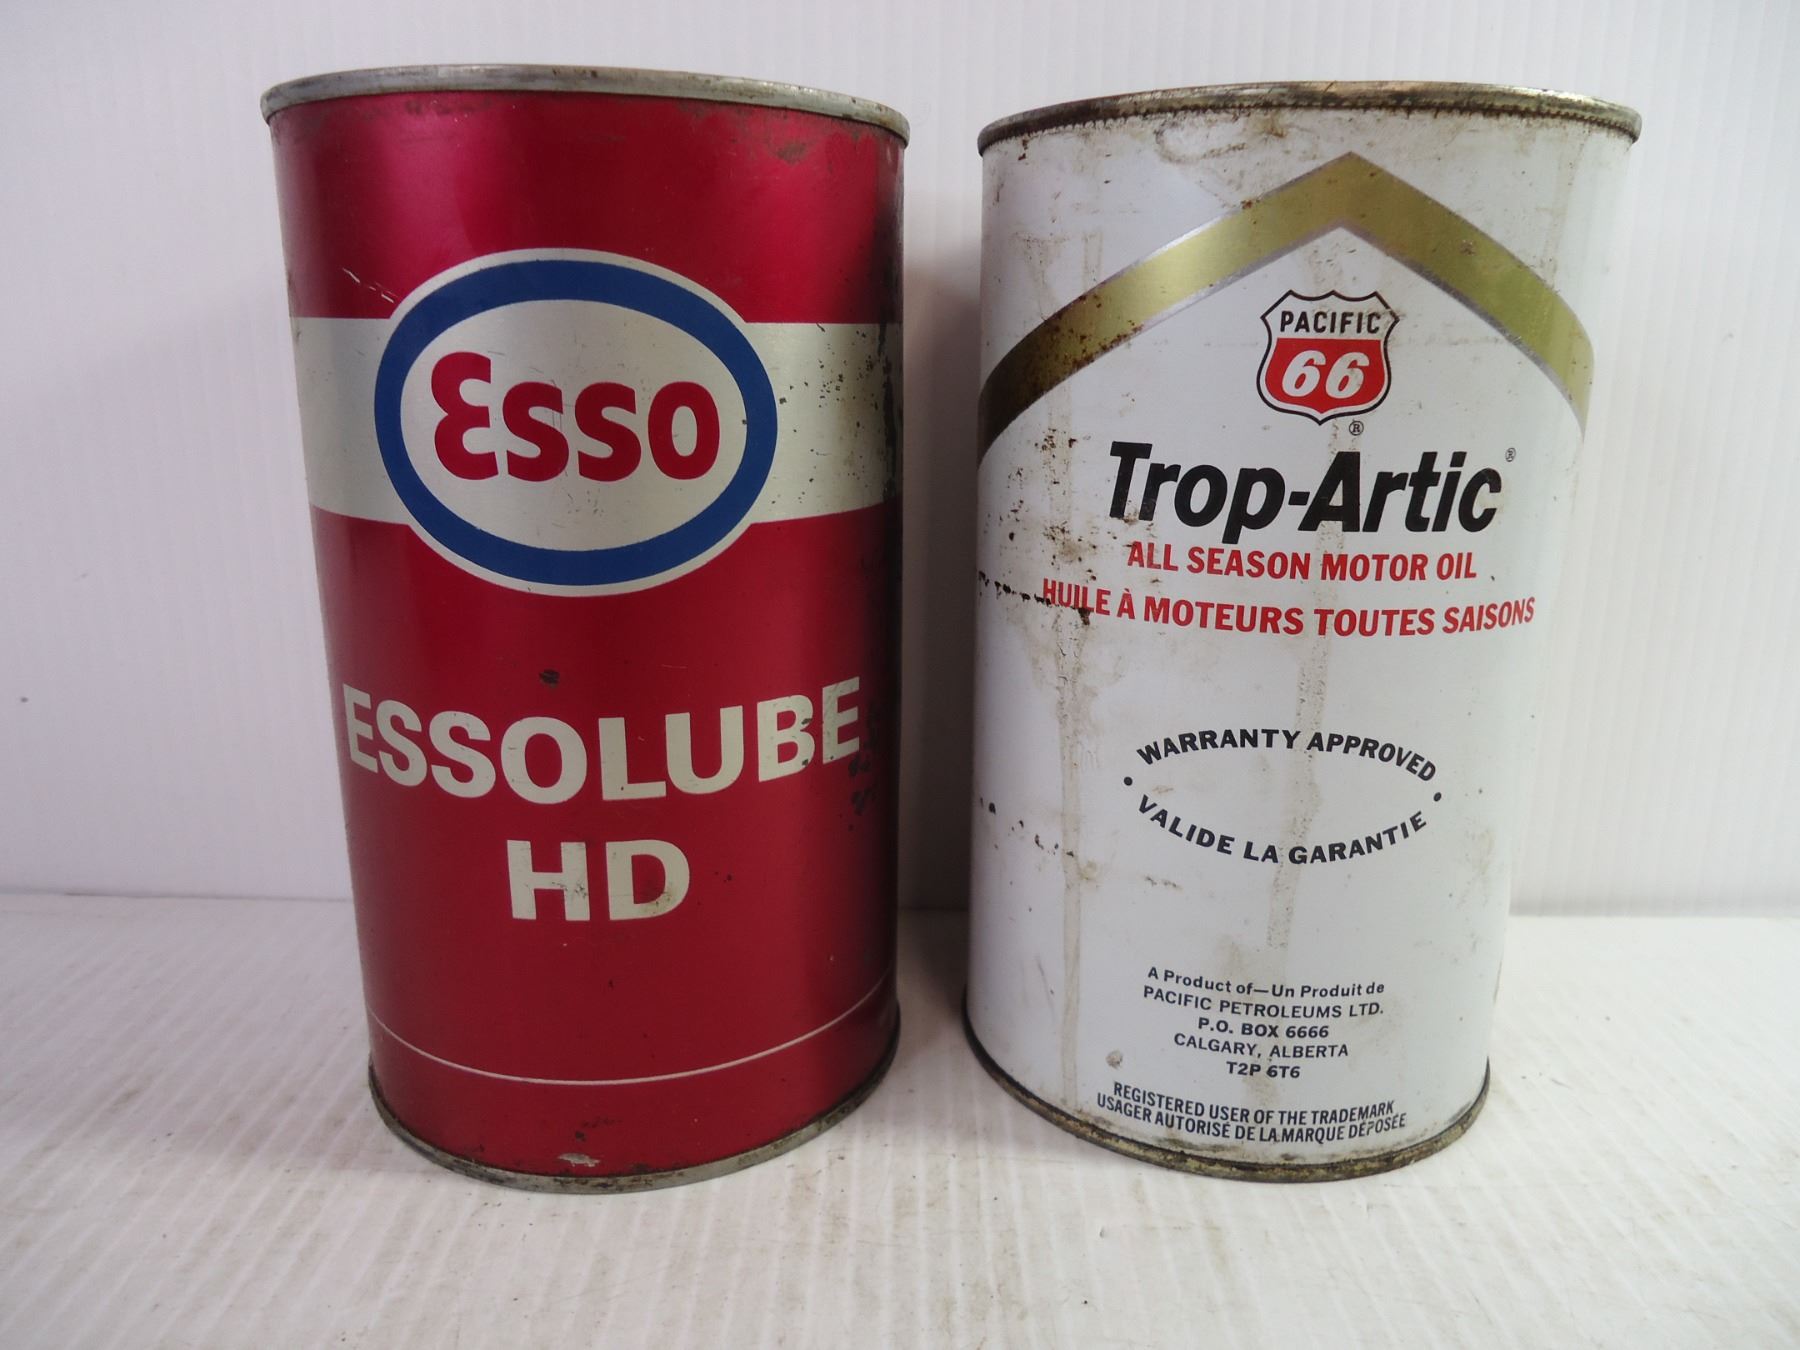 Esso
ESSOLUBE
HD
PACIFIC
66
®
Trop-Artic®
ALL SEASON MOTOR OIL
HUILE À MOTEURS TOUTES SAISONS
WARRANTY APPROVED
• VALIDE LA GARANTIE •
A Product of—Un Produit de
PACIFIC PETROLEUMS LTD.
P.O. BOX 6666
CALGARY, ALBERTA
T2P 6T6
REGISTERED USER OF THE TRADEMARK
USAGER AUTORISÉ DE LA MARQUE DÉPOSÉE